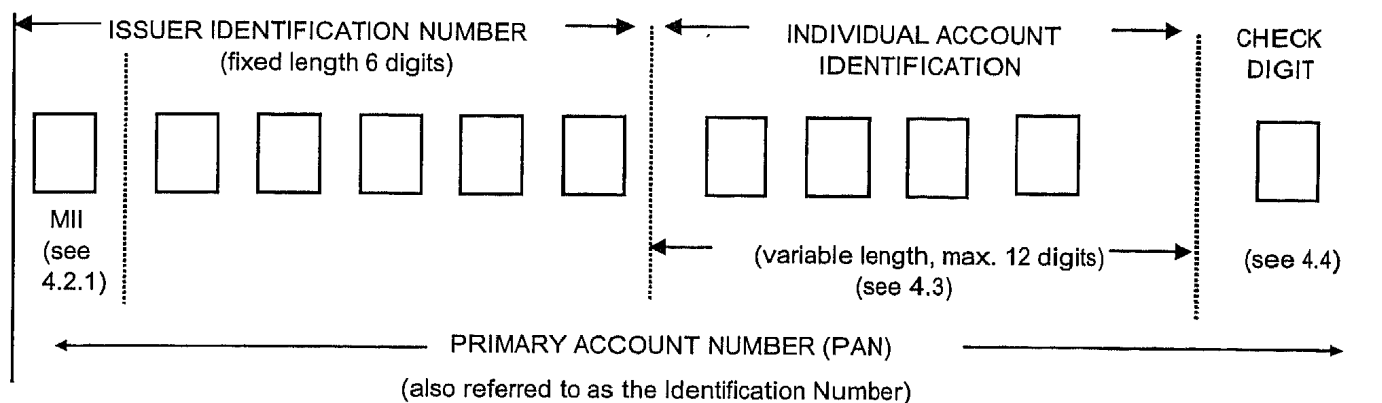 ISSUER IDENTIFICATION NUMBER
(fixed length 6 digits)
INDIVIDUAL ACCOUNT
IDENTIFICATION
CHECK
DIGIT
MII
(see
4.2.1)
(variable length, max. 12 digits)
(see 4.3)
(see 4.4)
PRIMARY ACCOUNT NUMBER (PAN)
(also referred to as the Identification Number)